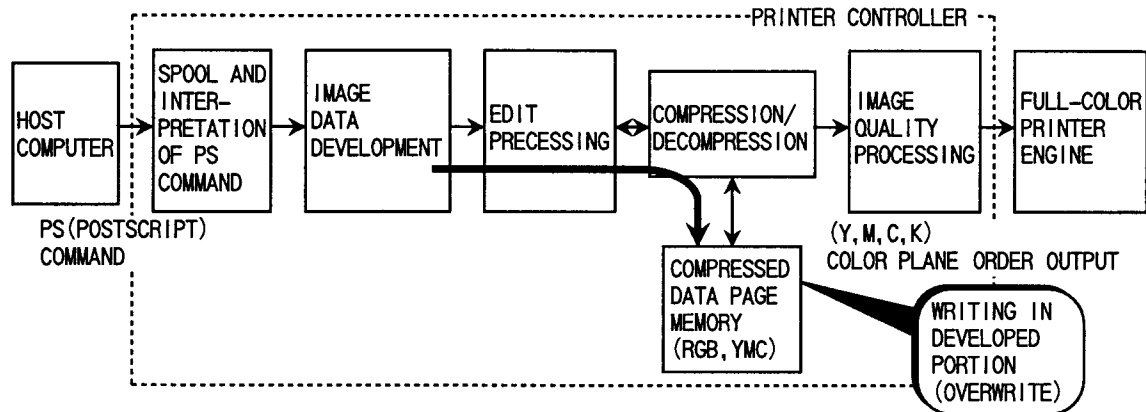 PRINTER CONTROLLER
HOST
COMPUTER
SPOOL AND
INTER-
PRETATION
OF PS
COMMAND
IMAGE
DATA
DEVELOPMENT
EDIT
PRECESSING
COMPRESSION/
DECOMPRESSION
IMAGE
QUALITY
PROCESSING
FULL-COLOR
PRINTER
ENGINE
PS(POSTSCRIPT)
COMMAND
COMPRESSED
DATA PAGE
MEMORY
(RGB,YMC)
(Y,M,C,K)
COLOR PLANE ORDER OUTPUT
WRITING IN
DEVELOPED
PORTION
(OVERWRITE)